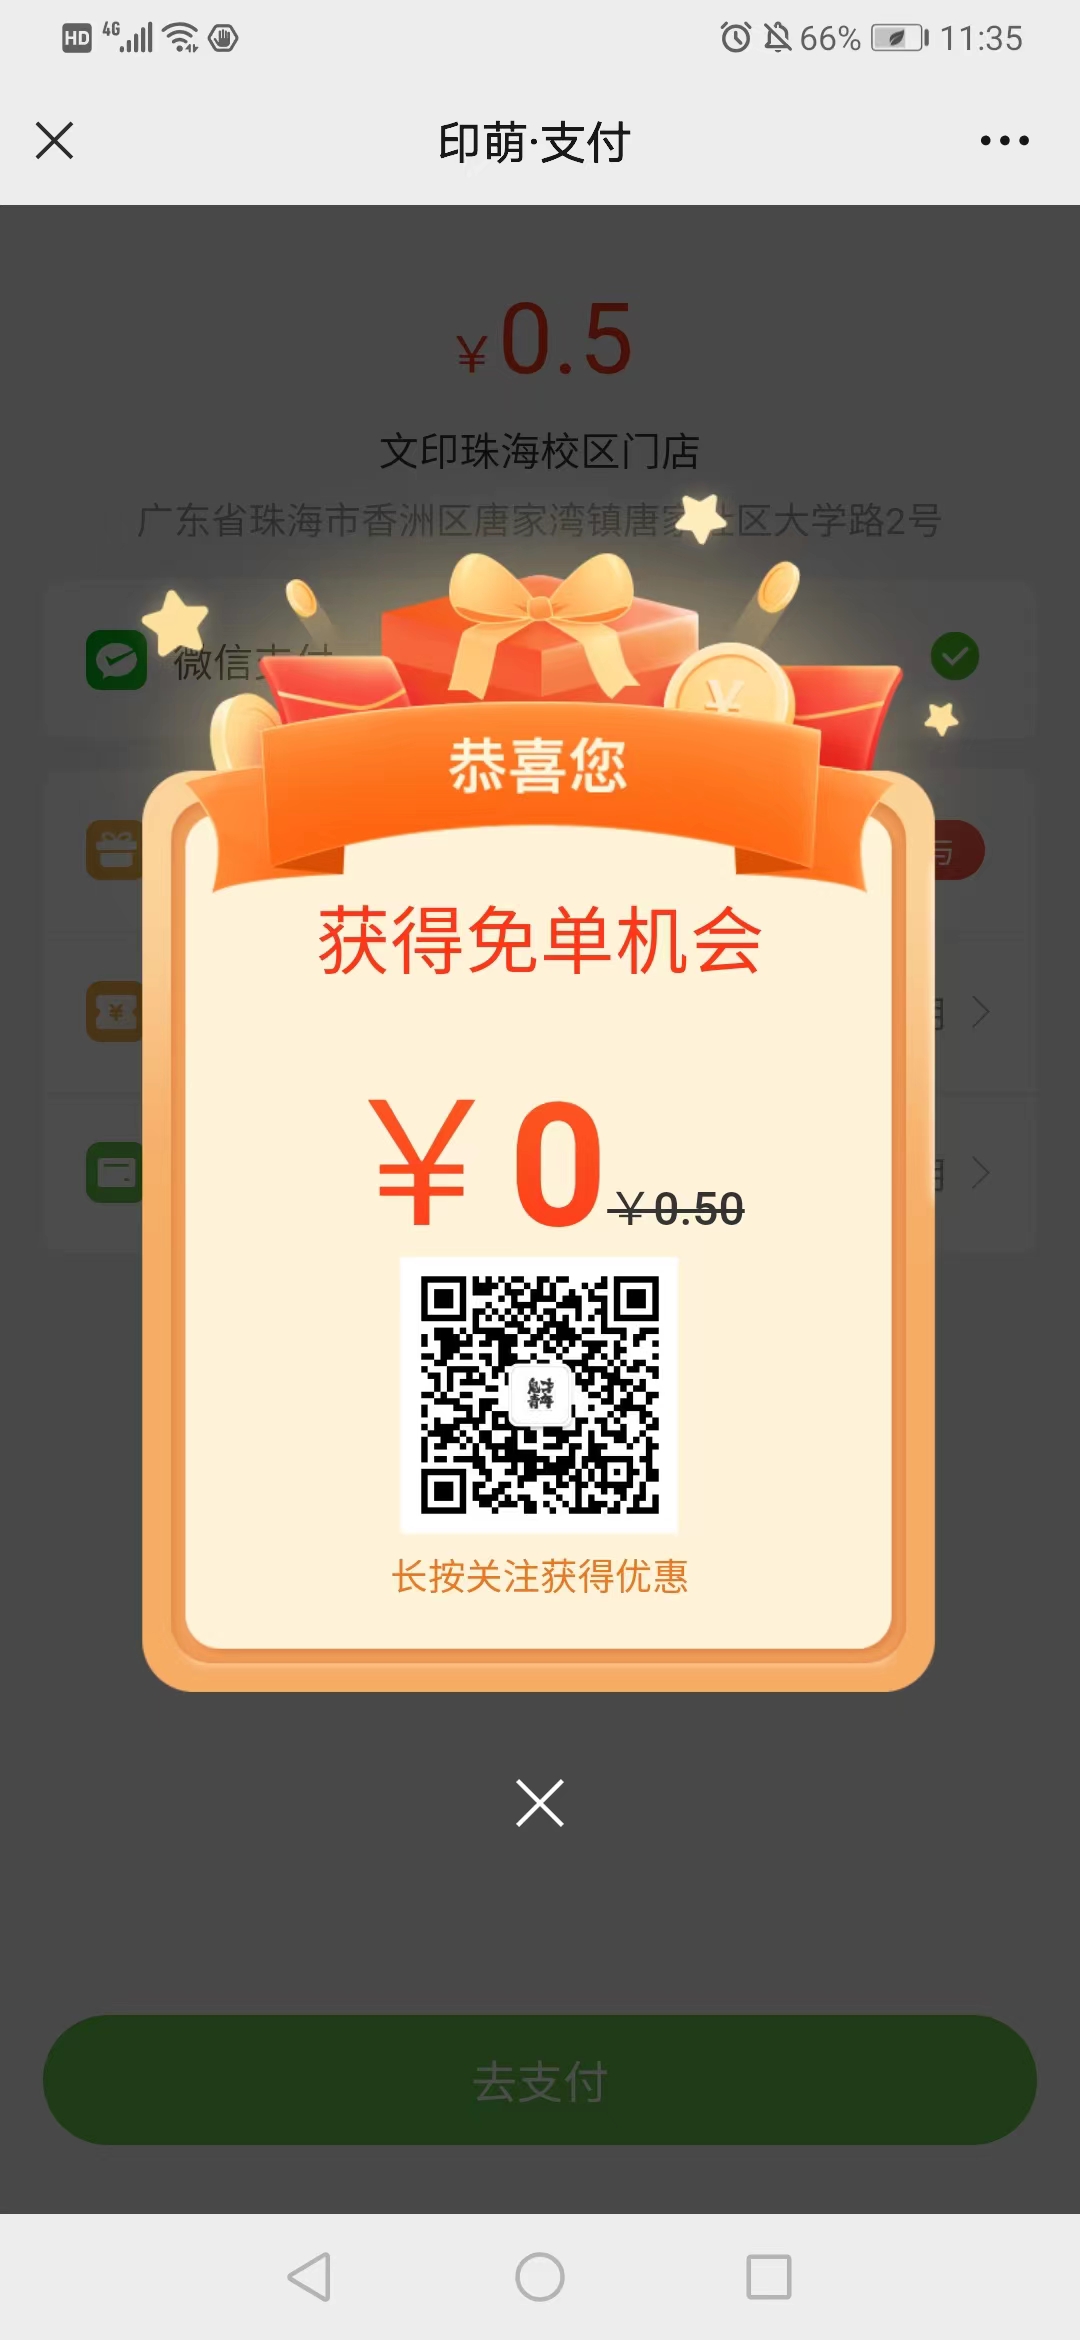 HD 4G 66% 11:35
印萌·支付
¥0.5
文印珠海校区门店
广东省珠海市香洲区唐家湾镇唐家社区大学路2号
微信支付
恭喜您
获得免单机会
¥0 ¥0.50
长按关注获得优惠
去支付